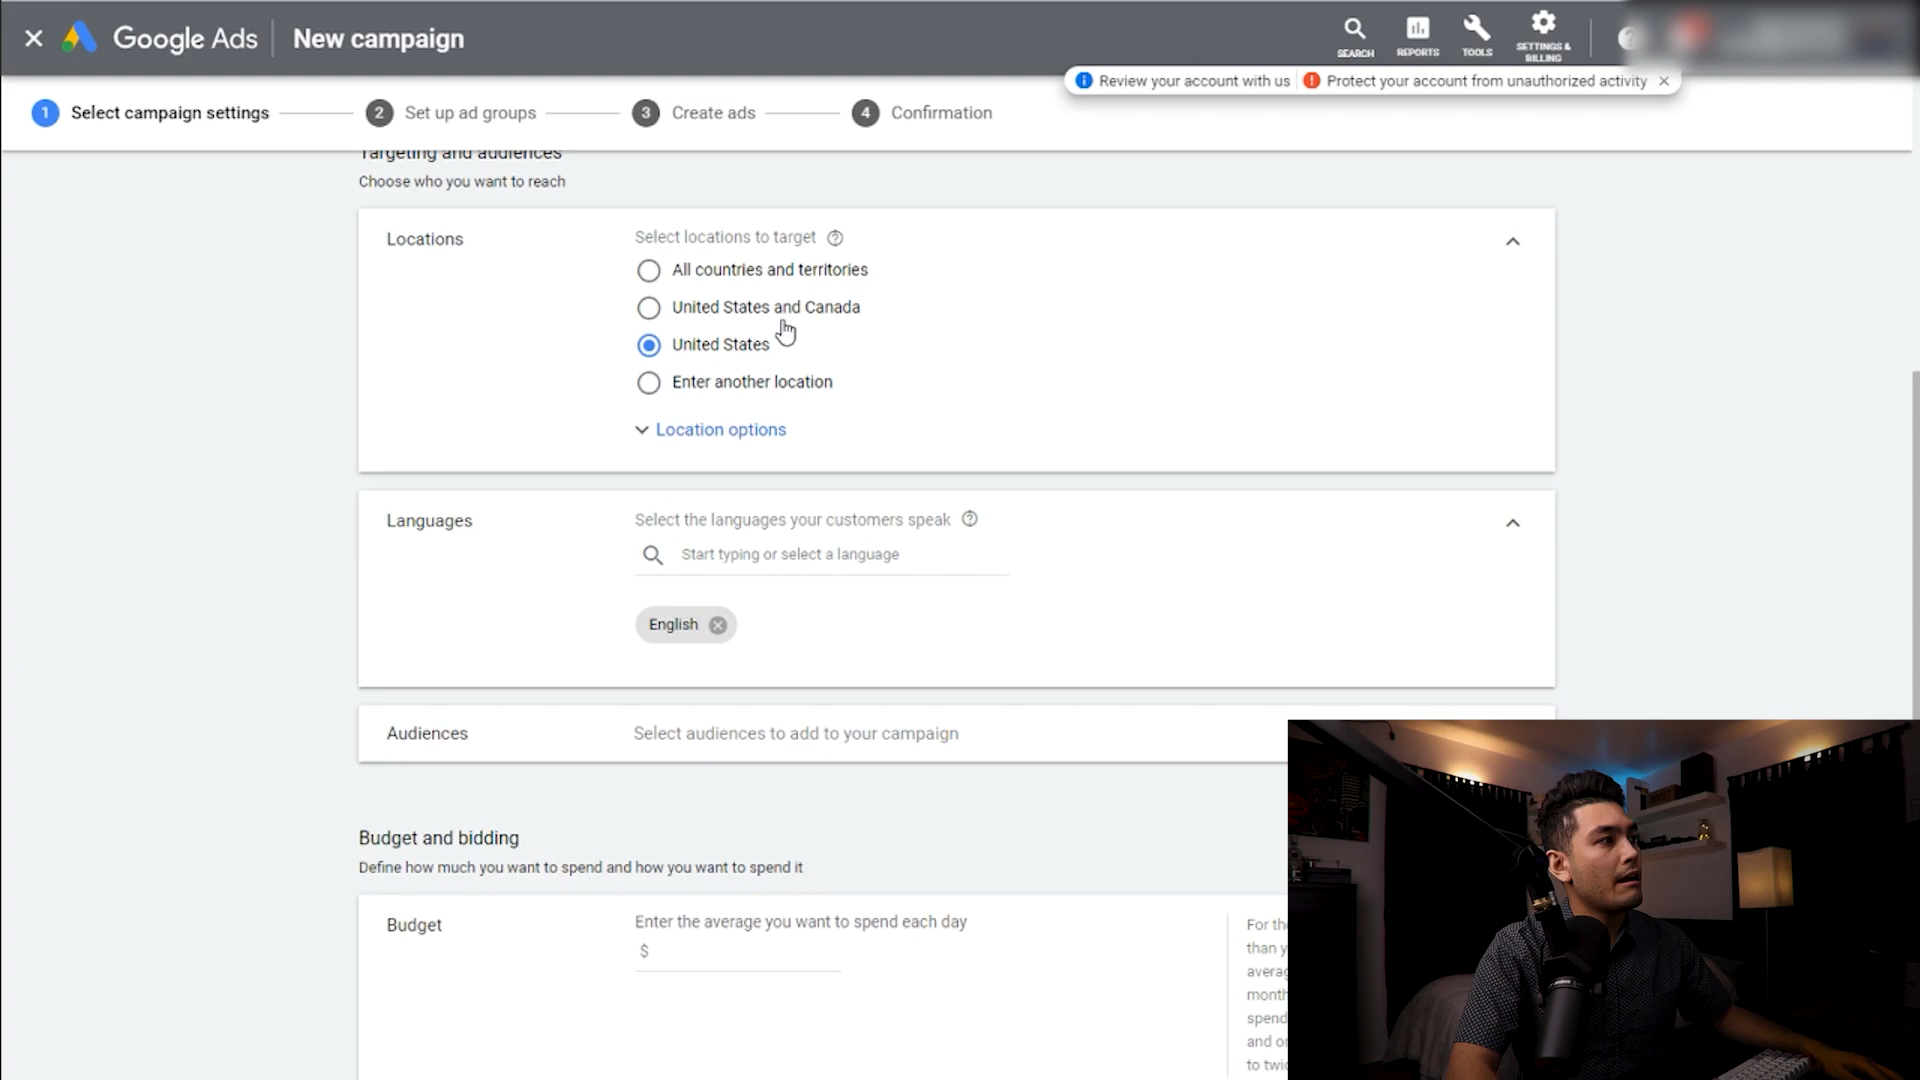 Google Ads
New campaign
SEARCH
REPORTS
TOOLS
SETTINGS &
BILLING
Review your account with us
Protect your account from unauthorized activity
1 Select campaign settings
2 Set up ad groups
3 Create ads
4 Confirmation
Targeting and audiences
Choose who you want to reach
Locations
Select locations to target
All countries and territories
United States and Canada
United States
Enter another location
Location options
Languages
Select the languages your customers speak
Start typing or select a language
English
Audiences
Select audiences to add to your campaign
Budget and bidding
Define how much you want to spend and how you want to spend it
Budget
Enter the average you want to spend each day
$
For the
than y
averag
month
spend
and or
to twic